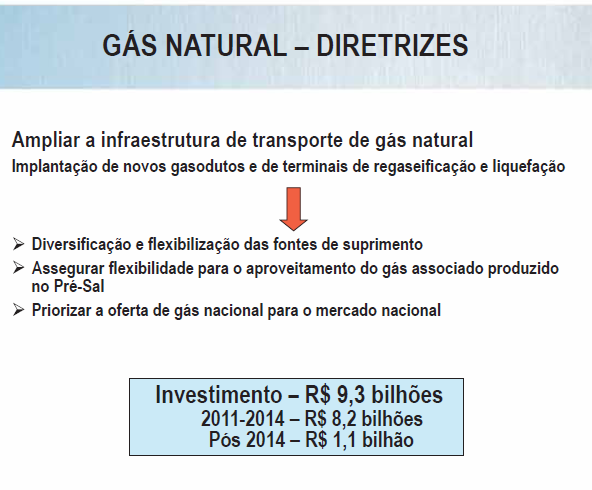 GÁS NATURAL – DIRETRIZES
Ampliar a infraestrutura de transporte de gás natural
Implantação de novos gasodutos e de terminais de regaseificação e liquefação
➢ Diversificação e flexibilização das fontes de suprimento
➢ Assegurar flexibilidade para o aproveitamento do gás associado produzido
no Pré-Sal
➢ Priorizar a oferta de gás nacional para o mercado nacional
Investimento – R$ 9,3 bilhões
2011-2014 – R$ 8,2 bilhões
Pós 2014 – R$ 1,1 bilhão